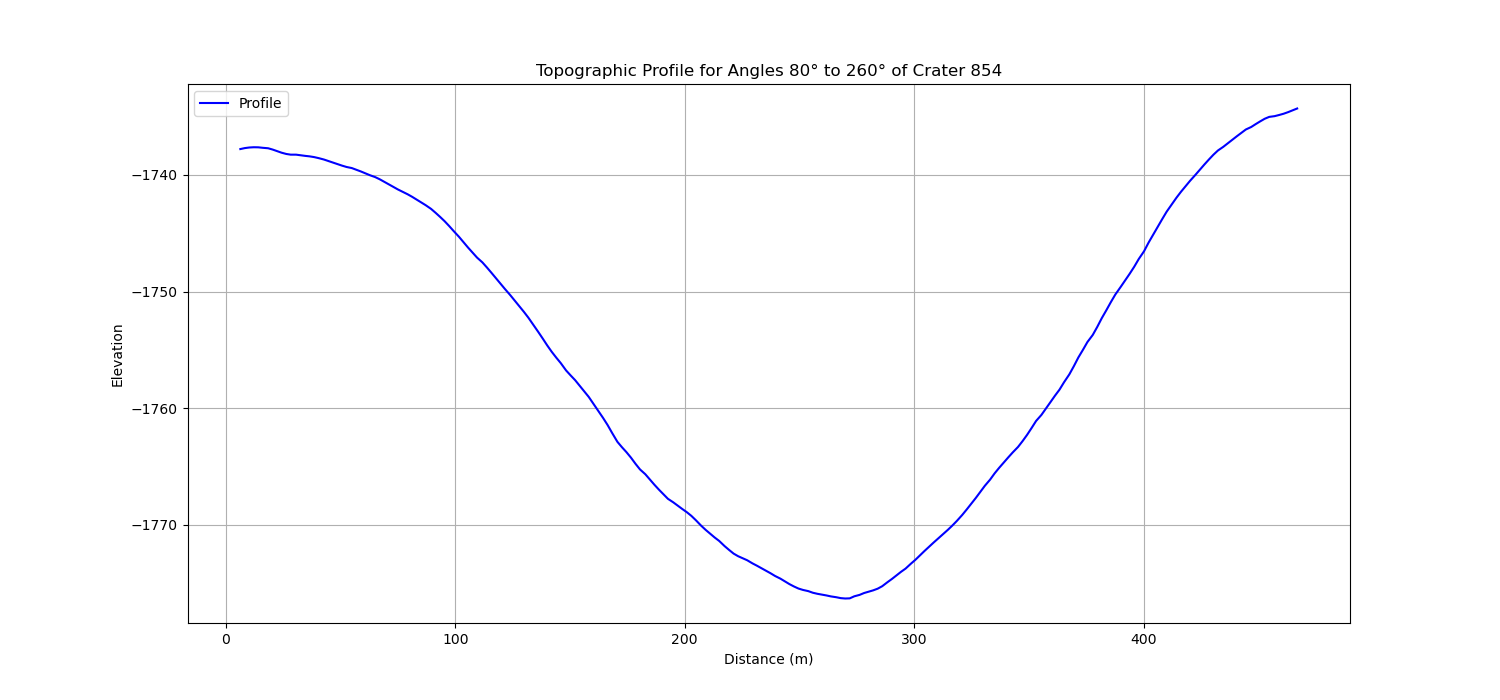 Topographic Profile for Angles 80° to 260° of Crater 854
Profile
−1740
−1750
−1760
−1770
Elevation
0 100 200 300 400
Distance (m)